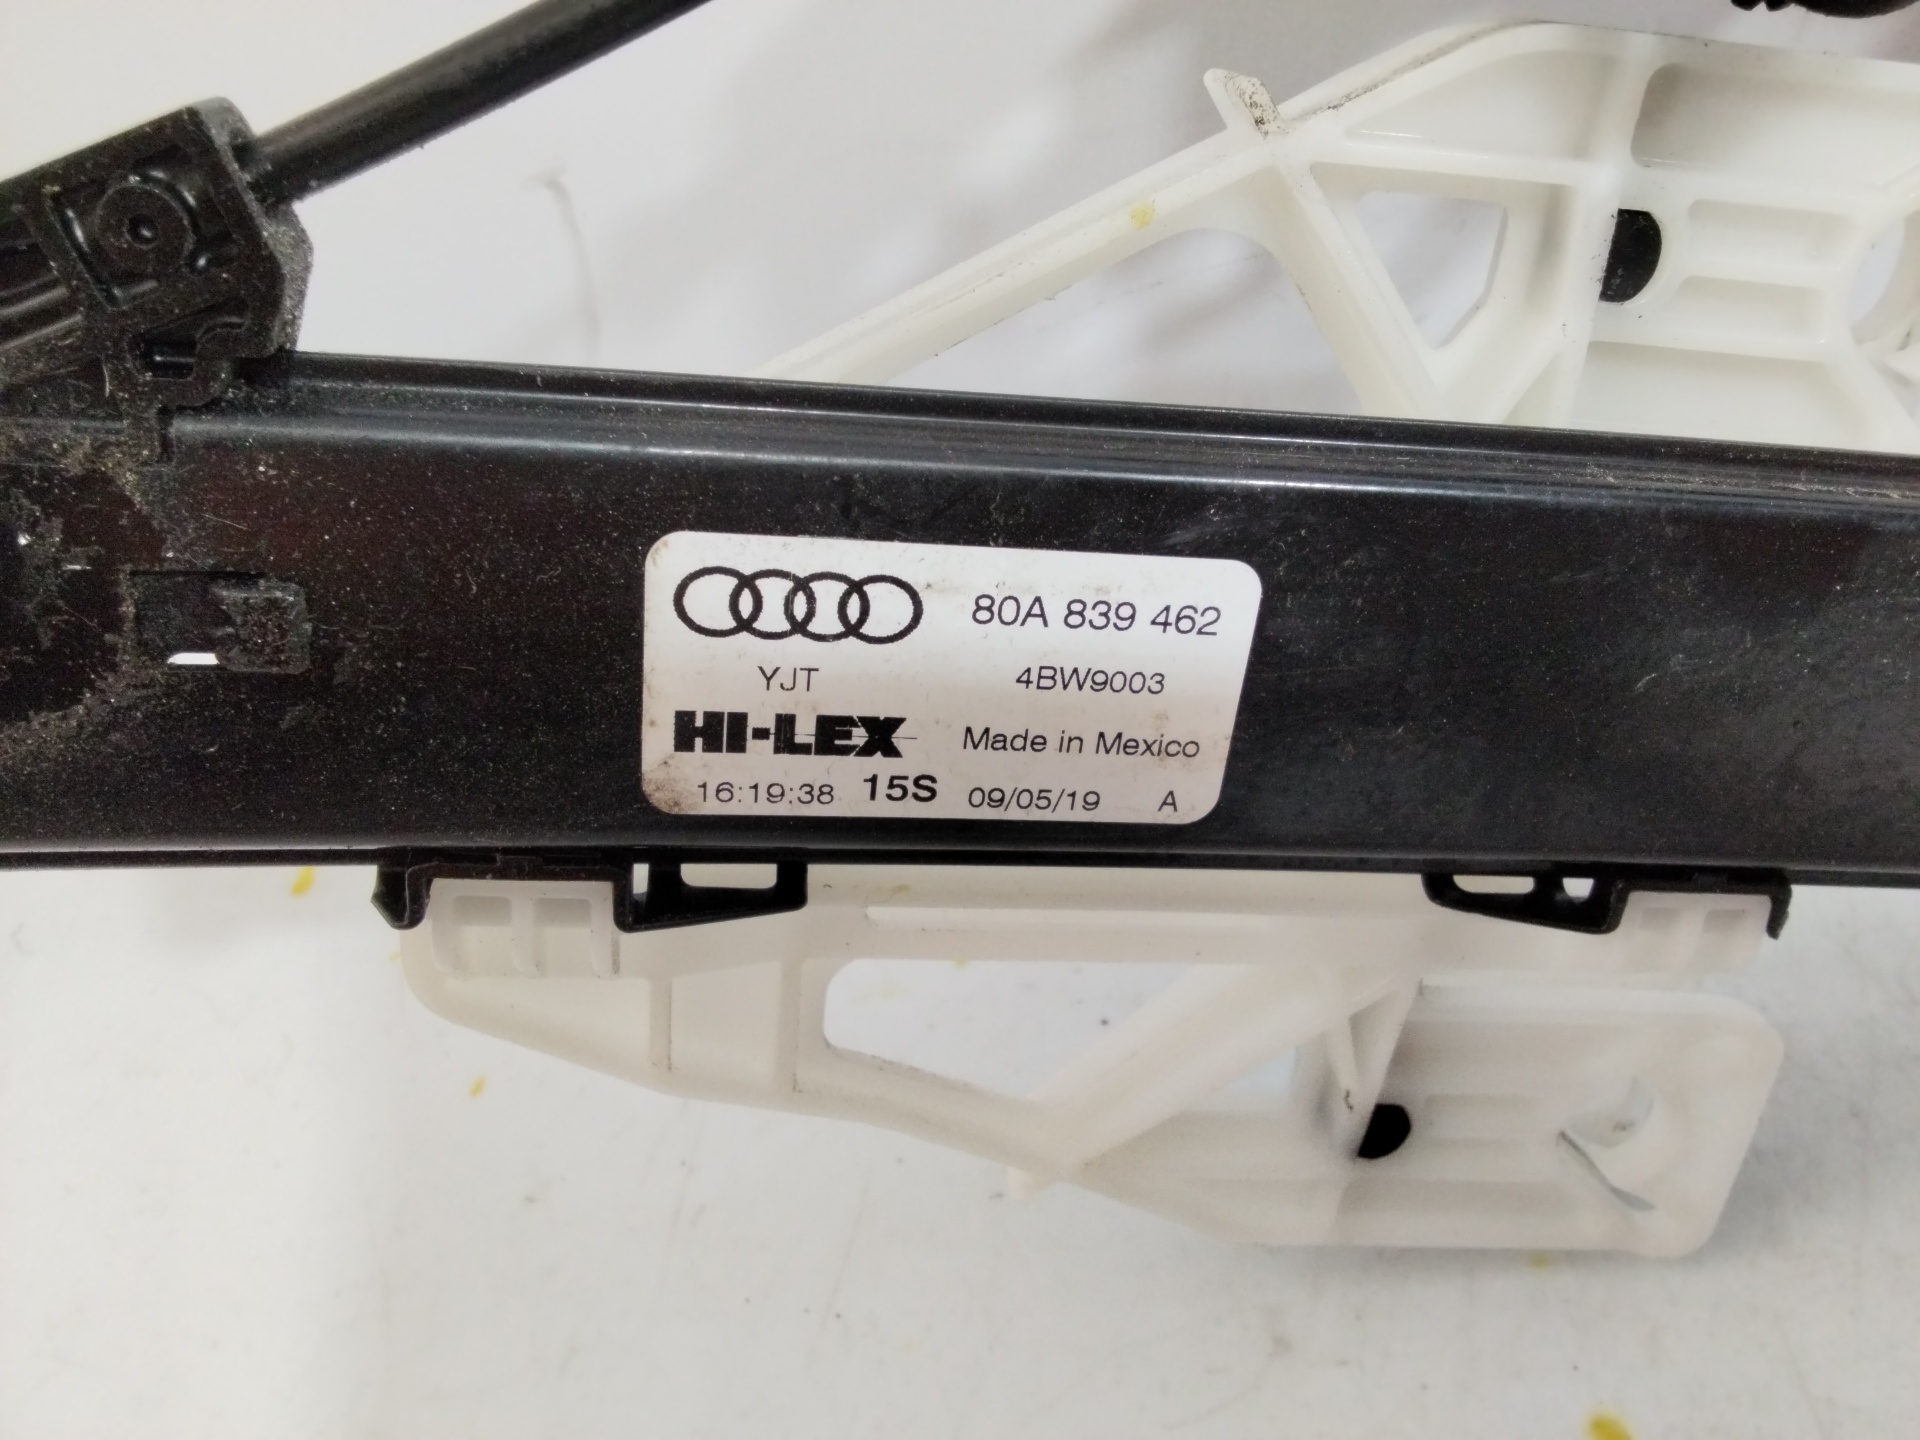 80A 839 462
YJT 4BW9003
HI-LEX Made in Mexico
16:19:38 15S 09/05/19 A